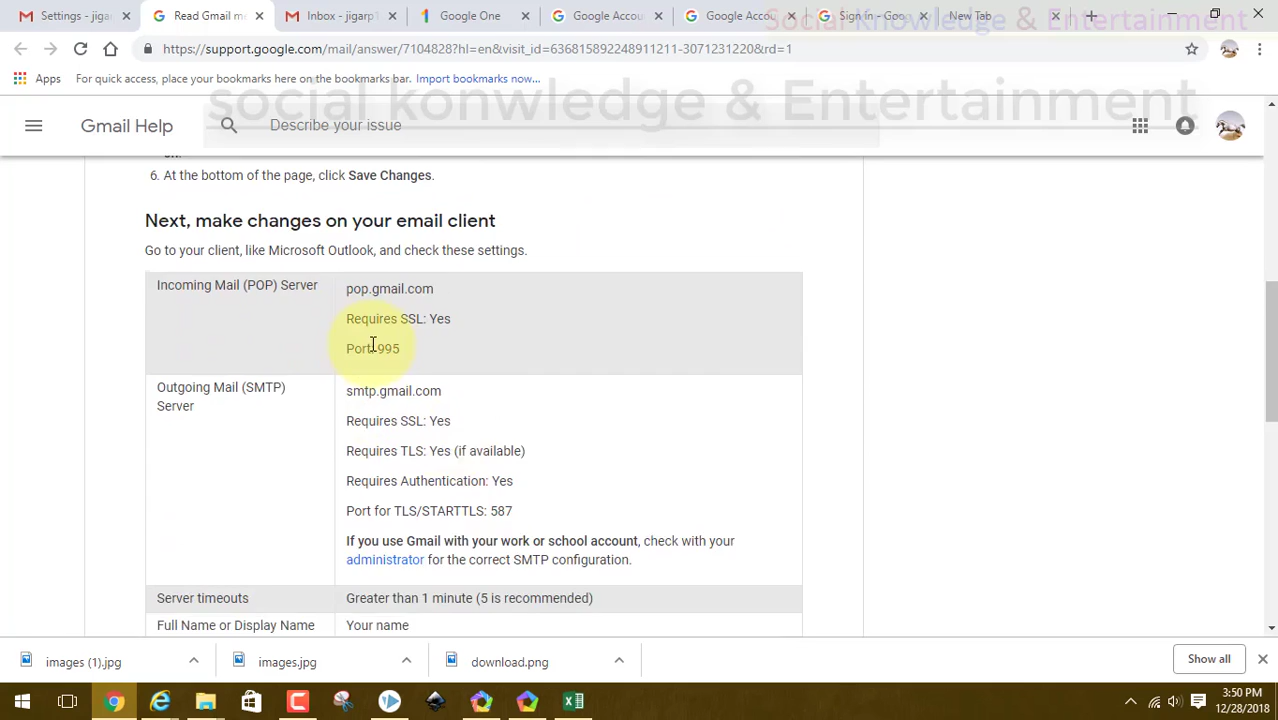 Settings - jigar
Read Gmail me
Inbox - jigarp1
Google One
Google Accou
Google Accou
Sign in - Goog
New Tab
Social Knowledge & Entertainment
https://support.google.com/mail/answer/7104828?hl=en&visit_id=636815892248911211-3071231220&rd=1
Apps
For quick access, place your bookmarks here on the bookmarks bar.
Import bookmarks now...
social konwledge & Entertainment
Gmail Help
Describe your issue
on.
6. At the bottom of the page, click Save Changes.
Next, make changes on your email client
Go to your client, like Microsoft Outlook, and check these settings.
Incoming Mail (POP) Server
pop.gmail.com
Requires SSL: Yes
Port: 995
Outgoing Mail (SMTP)
Server
smtp.gmail.com
Requires SSL: Yes
Requires TLS: Yes (if available)
Requires Authentication: Yes
Port for TLS/STARTTLS: 587
If you use Gmail with your work or school account, check with your
administrator for the correct SMTP configuration.
Server timeouts
Greater than 1 minute (5 is recommended)
Full Name or Display Name
Your name
images (1).jpg
images.jpg
download.png
Show all
3:50 PM
12/28/2018